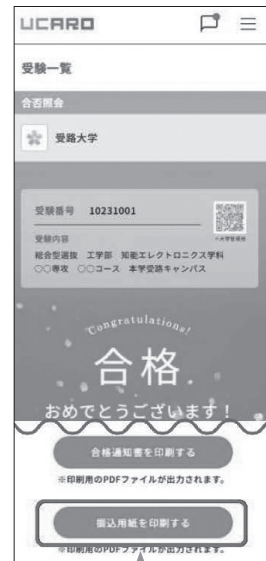 UCARO
受験一覧
合否照会
受路大学
受験番号 10231001
受験内容
総合型選抜 工学部 知能エレクトロニクス学科
○○専攻 ○○コース 本学受路キャンパス
※大学管理用
Congratulations!
合格
おめでとうございます！
合格通知書を印刷する
※印刷用のPDFファイルが出力されます。
振込用紙を印刷する
※印刷用のPDFファイルが出力されます。